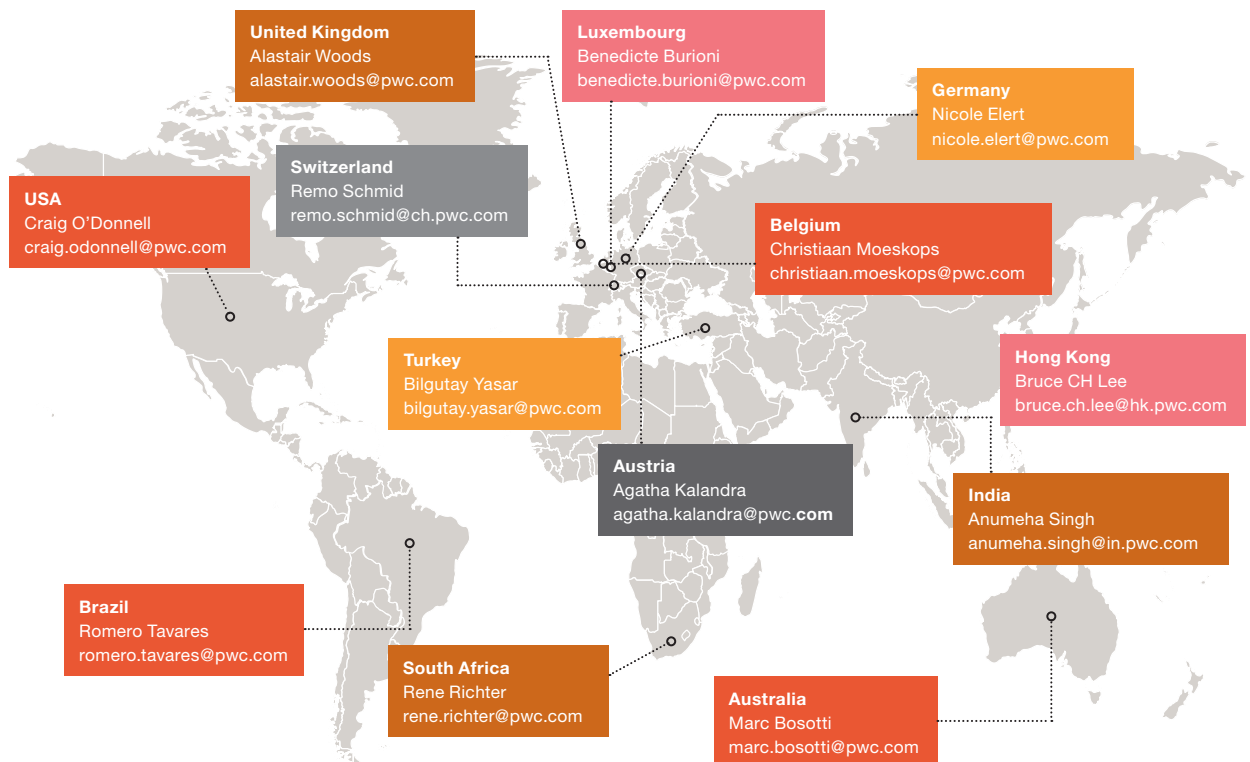 United Kingdom
Alastair Woods
alastair.woods@pwc.com
Luxembourg
Benedicte Burioni
benedicte.burioni@pwc.com
Germany
Nicole Elert
nicole.elert@pwc.com
Switzerland
Remo Schmid
remo.schmid@ch.pwc.com
USA
Craig O’Donnell
craig.odonnell@pwc.com
Belgium
Christiaan Moeskops
christiaan.moeskops@pwc.com
Turkey
Bilgutay Yasar
bilgutay.yasar@pwc.com
Hong Kong
Bruce CH Lee
bruce.ch.lee@hk.pwc.com
Austria
Agatha Kalandra
agatha.kalandra@pwc.com
India
Anumeha Singh
anumeha.singh@in.pwc.com
Brazil
Romero Tavares
romero.tavares@pwc.com
South Africa
Rene Richter
rene.richter@pwc.com
Australia
Marc Bosotti
marc.bosotti@pwc.com